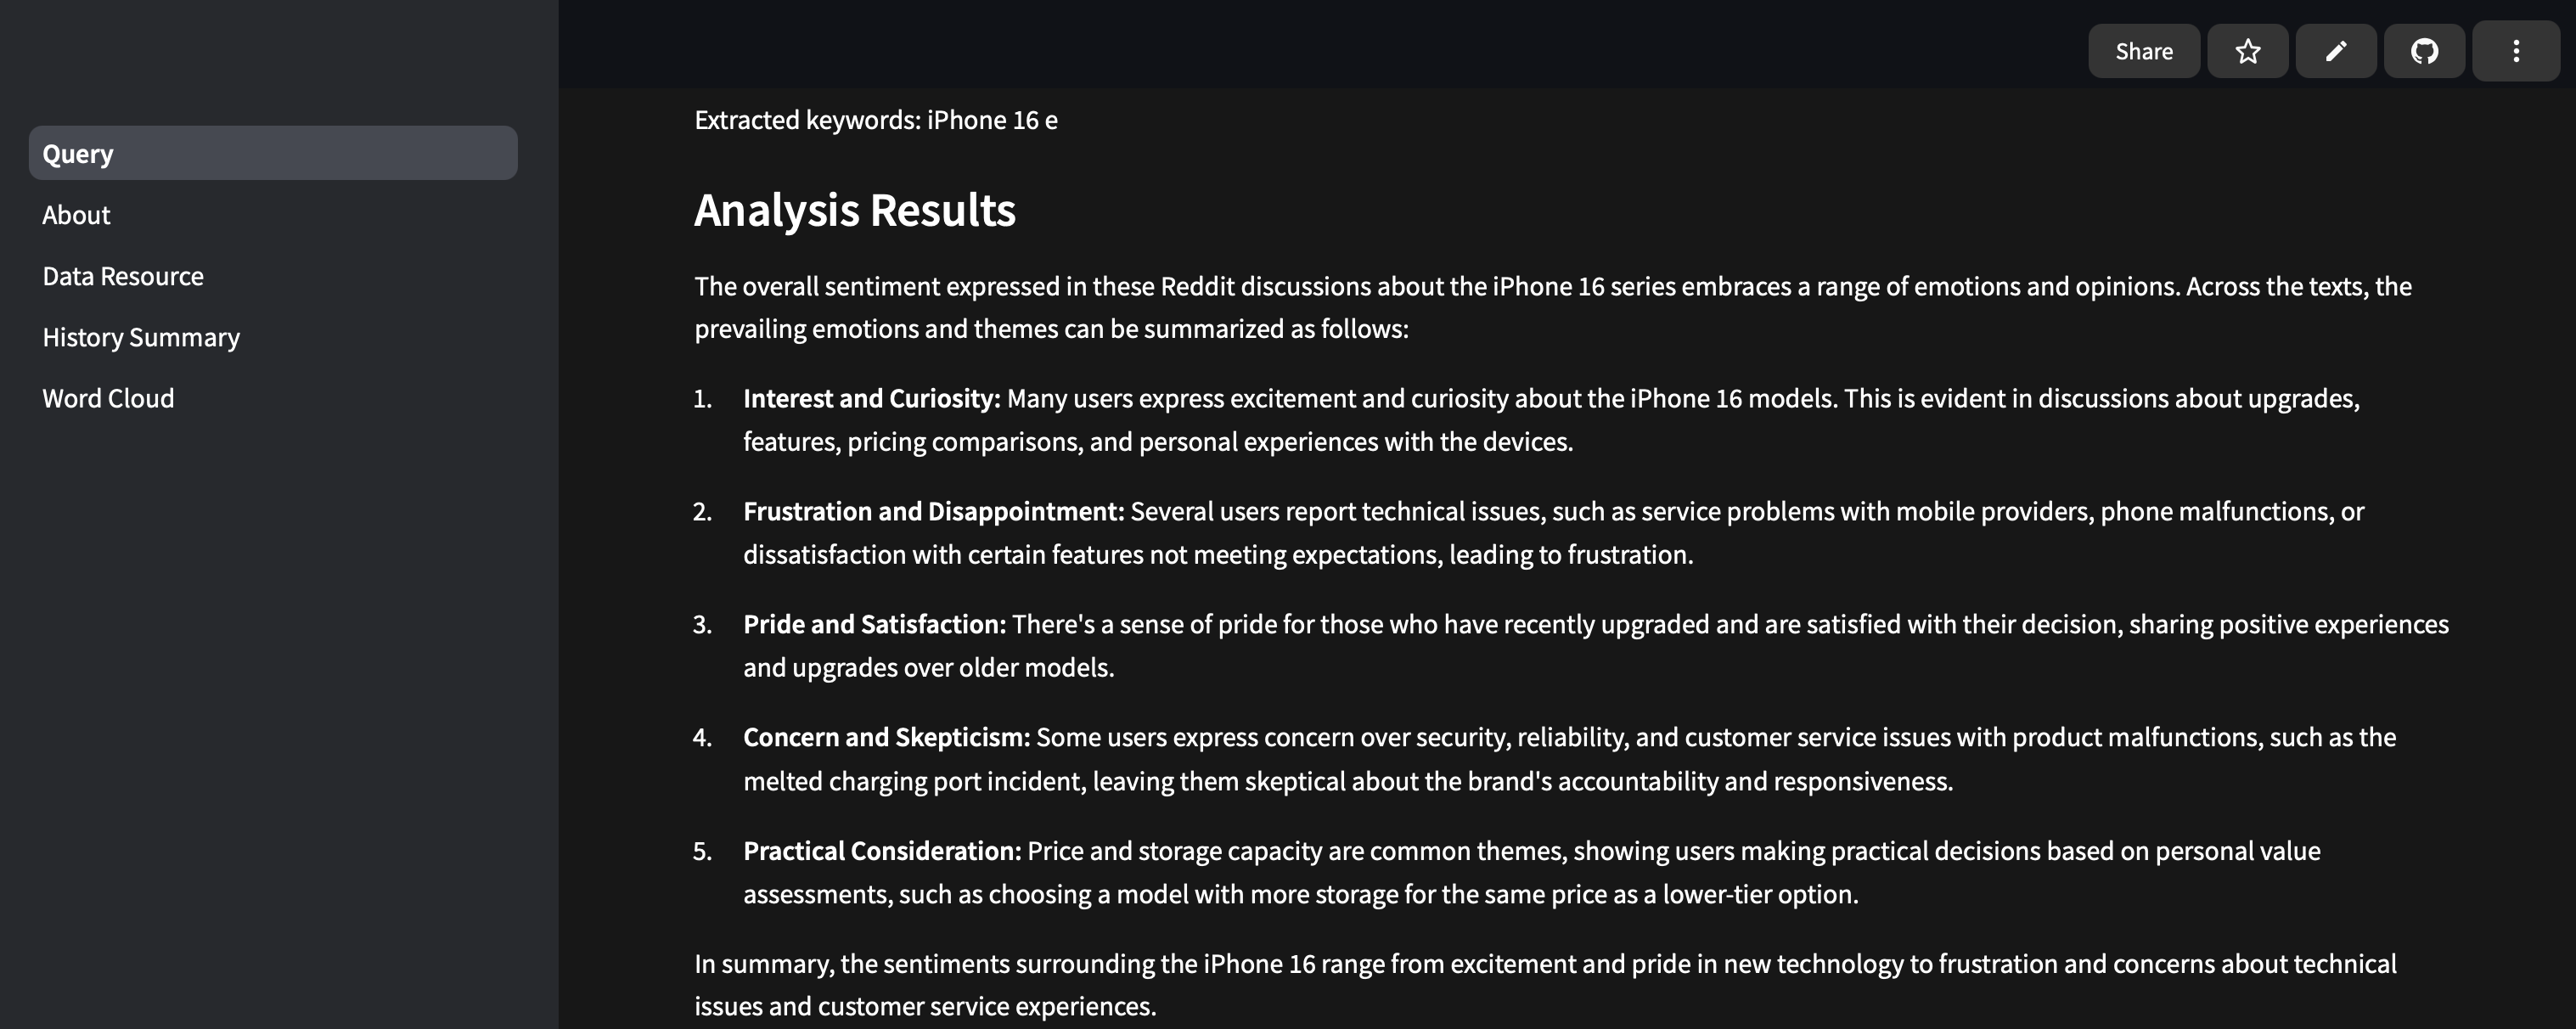 Share
Query
About
Data Resource
History Summary
Word Cloud
Extracted keywords: iPhone 16 e
Analysis Results
The overall sentiment expressed in these Reddit discussions about the iPhone 16 series embraces a range of emotions and opinions. Across the texts, the
prevailing emotions and themes can be summarized as follows:
1. Interest and Curiosity: Many users express excitement and curiosity about the iPhone 16 models. This is evident in discussions about upgrades,
features, pricing comparisons, and personal experiences with the devices.
2. Frustration and Disappointment: Several users report technical issues, such as service problems with mobile providers, phone malfunctions, or
dissatisfaction with certain features not meeting expectations, leading to frustration.
3. Pride and Satisfaction: There's a sense of pride for those who have recently upgraded and are satisfied with their decision, sharing positive experiences
and upgrades over older models.
4. Concern and Skepticism: Some users express concern over security, reliability, and customer service issues with product malfunctions, such as the
melted charging port incident, leaving them skeptical about the brand's accountability and responsiveness.
5. Practical Consideration: Price and storage capacity are common themes, showing users making practical decisions based on personal value
assessments, such as choosing a model with more storage for the same price as a lower-tier option.
In summary, the sentiments surrounding the iPhone 16 range from excitement and pride in new technology to frustration and concerns about technical
issues and customer service experiences.